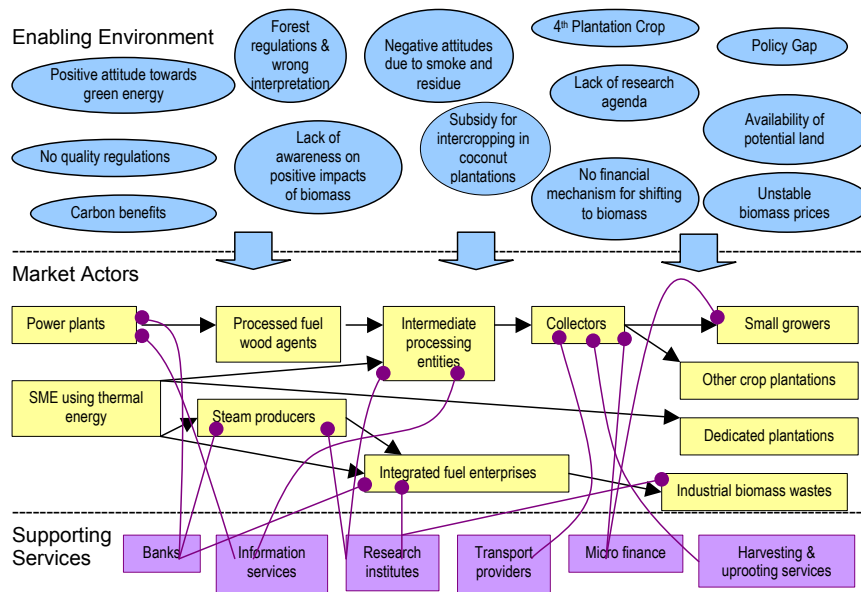 Enabling Environment
Positive attitude towards
green energy
Forest
regulations &
wrong
interpretation
Negative attitudes
due to smoke and
residue
4th Plantation Crop
Policy Gap
Lack of research
agenda
No quality regulations
Lack of
awareness on
positive impacts
of biomass
Subsidy for
intercropping in
coconut
plantations
Availability of
potential land
Carbon benefits
No financial
mechanism for shifting
to biomass
Unstable
biomass prices
Market Actors
Power plants
Processed fuel
wood agents
Intermediate
processing
entities
Collectors
Small growers
SME using thermal
energy
Other crop plantations
Steam producers
Dedicated plantations
Integrated fuel enterprises
Industrial biomass wastes
Supporting
Services
Banks
Information
services
Research
institutes
Transport
providers
Micro finance
Harvesting &
uprooting services